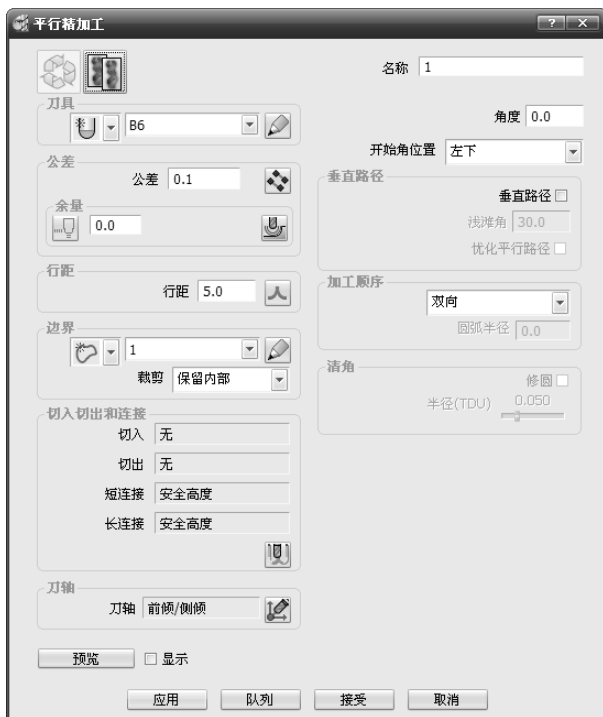 平行精加工
名称 1
刀具
B6
角度 0.0
开始角位置 左下
公差
公差 0.1
余量
0.0
垂直路径
垂直路径
浅滩角 30.0
优化平行路径
行距
行距 5.0
加工顺序
双向
圆弧半径 0.0
边界
1
裁剪 保留内部
清角
修圆
半径(TDU) 0.050
切入切出和连接
切入 无
切出 无
短连接 安全高度
长连接 安全高度
刀轴
刀轴 前倾/侧倾
预览 显示
应用 队列 接受 取消